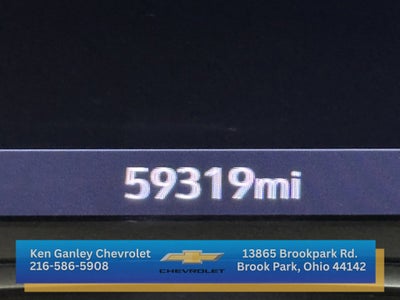 59319mi
Ken Ganley Chevrolet
216-586-5908
CHEVROLET
13865 Brookpark Rd.
Brook Park, Ohio 44142